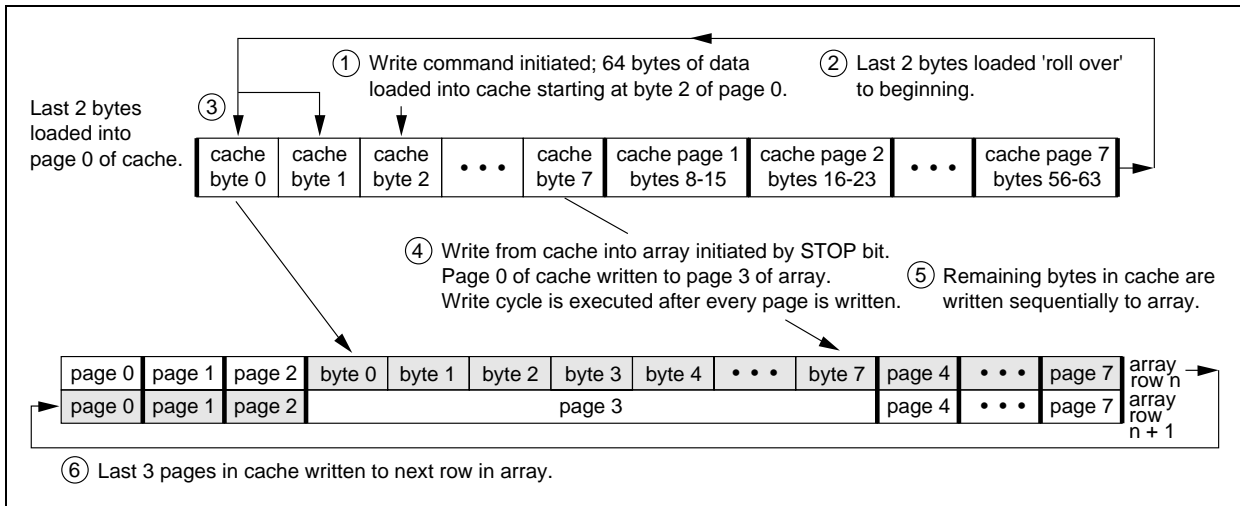 ① Write command initiated; 64 bytes of data
loaded into cache starting at byte 2 of page 0.
② Last 2 bytes loaded 'roll over'
to beginning.
Last 2 bytes
loaded into
page 0 of cache.
③
cache byte 0
cache byte 1
cache byte 2
• • •
cache byte 7
cache page 1 bytes 8-15
cache page 2 bytes 16-23
• • •
cache page 7 bytes 56-63
④ Write from cache into array initiated by STOP bit.
Page 0 of cache written to page 3 of array.
Write cycle is executed after every page is written.
⑤ Remaining bytes in cache are
written sequentially to array.
page 0 page 1 page 2 byte 0 byte 1 byte 2 byte 3 byte 4 • • • byte 7 page 4 • • • page 7 array row n
page 0 page 1 page 2 page 3 page 4 • • • page 7 array row n + 1
⑥ Last 3 pages in cache written to next row in array.